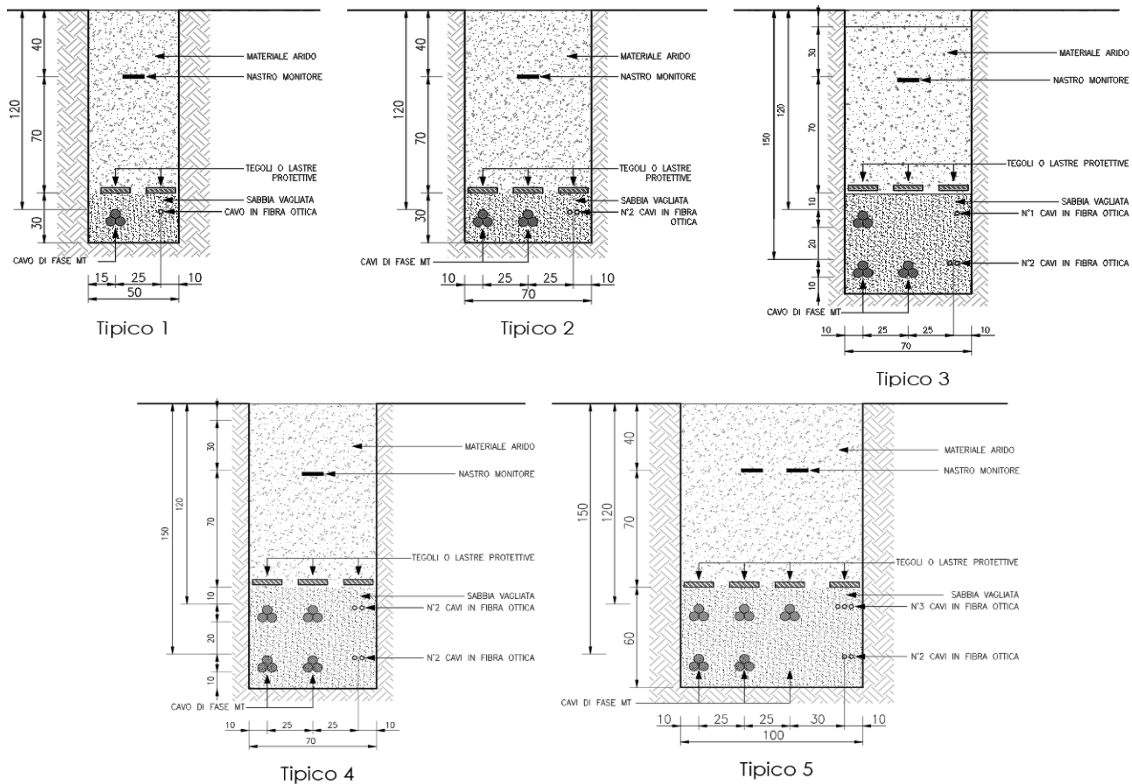 120
40
70
30
MATERIALE ARIDO
NASTRO MONITORE
TEGOLI O LASTRE
PROTETTIVE
SABBIA VAGLIATA
CAVO IN FIBRA OTTICA
CAVO DI FASE MT
15 25 10
50
Tipico 1
120
40
70
30
MATERIALE ARIDO
NASTRO MONITORE
TEGOLI O LASTRE
PROTETTIVE
SABBIA VAGLIATA
N°2 CAVI IN FIBRA
OTTICA
CAVI DI FASE MT
10 25 25 10
70
Tipico 2
150
120
30
70
10
20
10
MATERIALE ARIDO
NASTRO MONITORE
TEGOLI O LASTRE PROTETTIVE
SABBIA VAGLIATA
N°1 CAVI IN FIBRA OTTICA
N°2 CAVI IN FIBRA OTTICA
CAVO DI FASE MT
10 25 25 10
70
Tipico 3
150
120
30
70
10
20
10
MATERIALE ARIDO
NASTRO MONITORE
TEGOLI O LASTRE PROTETTIVE
SABBIA VAGLIATA
N°2 CAVI IN FIBRA OTTICA
N°2 CAVI IN FIBRA OTTICA
CAVO DI FASE MT
10 25 25 10
70
Tipico 4
150
120
40
70
60
MATERIALE ARIDO
NASTRO MONITORE
TEGOLI O LASTRE PROTETTIVE
SABBIA VAGLIATA
N°3 CAVI IN FIBRA OTTICA
N°2 CAVI IN FIBRA OTTICA
CAVI DI FASE MT
10 25 25 30 10
100
Tipico 5